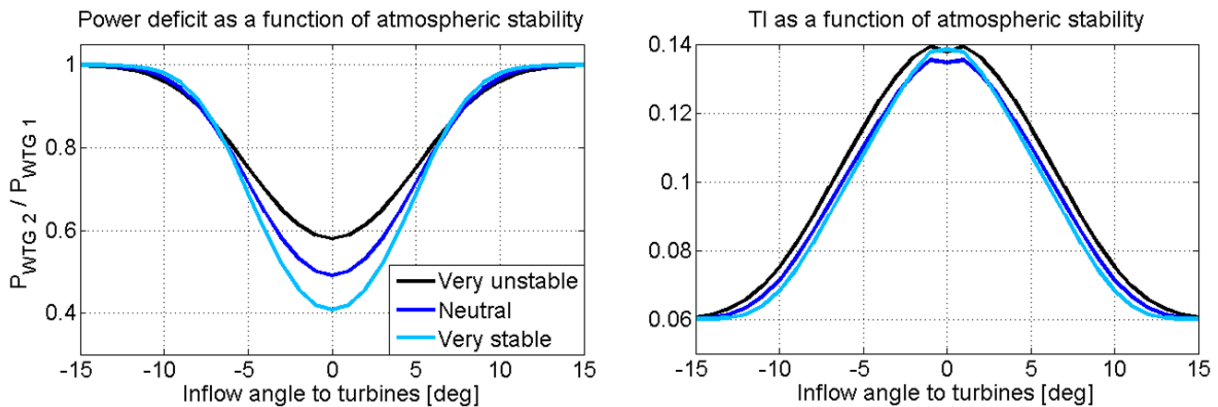 Power deficit as a function of atmospheric stability
P_WTG 2 / P_WTG 1
1
0.8
0.6
0.4
Very unstable
Neutral
Very stable
-15 -10 -5 0 5 10 15
Inflow angle to turbines [deg]
TI as a function of atmospheric stability
0.14
0.12
0.1
0.08
0.06
-15 -10 -5 0 5 10 15
Inflow angle to turbines [deg]